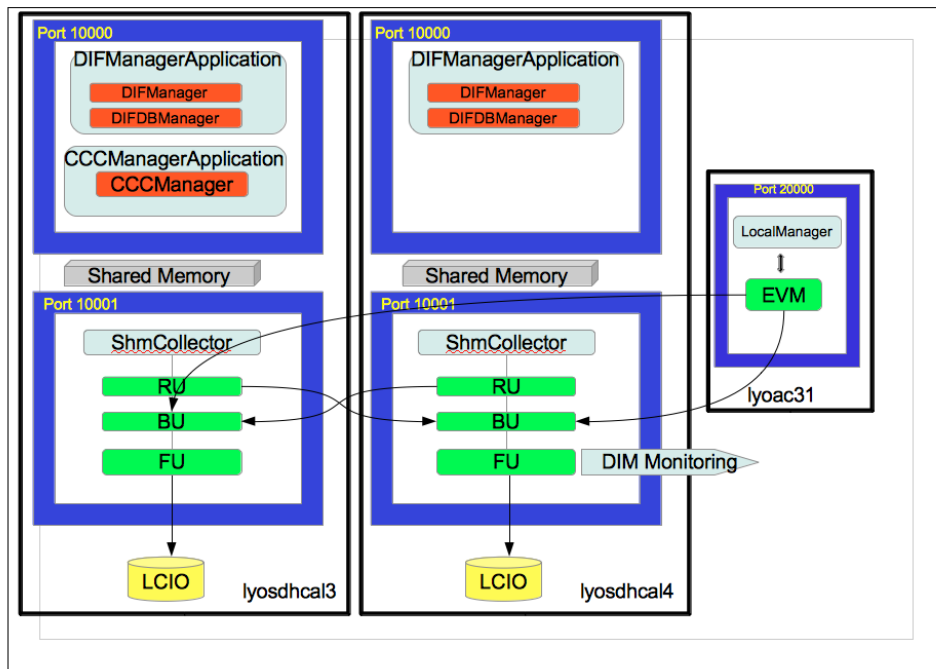 Port 10000
DIFManagerApplication
DIFManager
DIFDBManager
CCCManagerApplication
CCCManager
Shared Memory
Port 10001
ShmCollector
RU
BU
FU
LCIO
lyosdhcal3
Port 10000
DIFManagerApplication
DIFManager
DIFDBManager
Shared Memory
Port 10001
ShmCollector
RU
BU
FU
DIM Monitoring
LCIO
lyosdhcal4
Port 20000
LocalManager
EVM
lyoac31